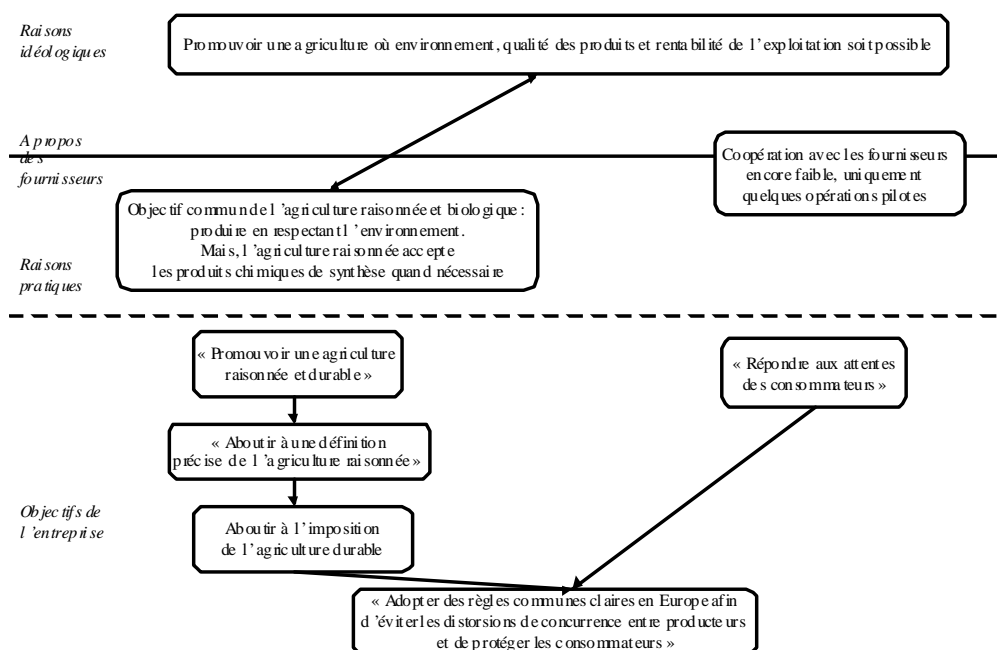 Raisons
idéologiques
Promouvoir une agriculture où environnement, qualité des produits et rentabilité de l'exploitation soit possible
A propos
des
fournisseurs
Coopération avec les fournisseurs
encore faible, uniquement
quelques opérations pilotes
Objectif commun de l'agriculture raisonnée et biologique :
produire en respectant l'environnement.
Mais, l'agriculture raisonnée accepte
les produits chimiques de synthèse quand nécessaire
Raisons
pratiques
« Promouvoir une agriculture
raisonnée et durable »
« Répondre aux attentes
des consommateurs »
« Aboutir à une définition
précise de l'agriculture raisonnée »
Objectifs de
l'entreprise
Aboutir à l'imposition
de l'agriculture durable
« Adopter des règles communes claires en Europe afin
d'éviter les distorsions de concurrence entre producteurs
et de protéger les consommateurs »